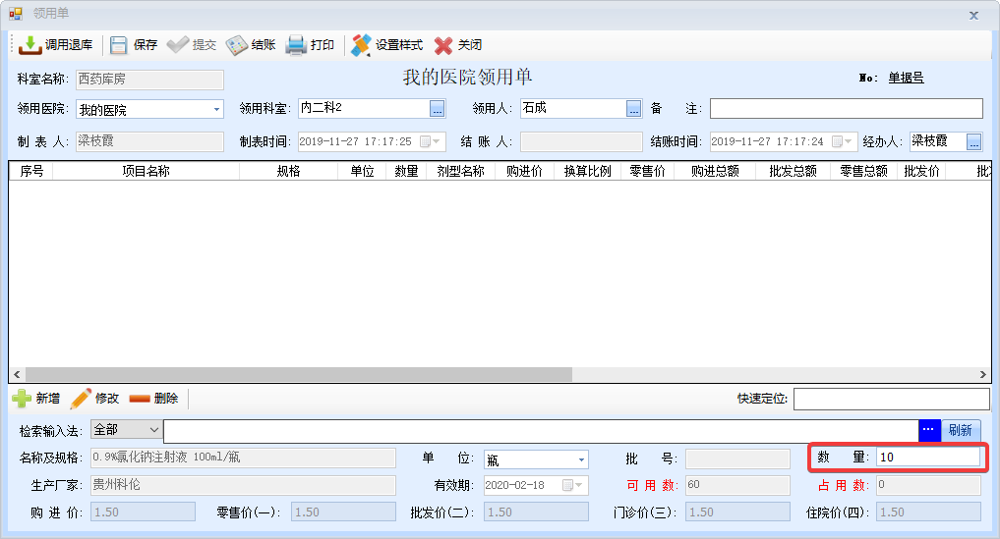 领用单
调用退库 保存 提交 结账 打印 设置样式 关闭
科室名称: 西药库房 我的医院领用单 No: 单据号
领用医院: 我的医院 领用科室: 内二科2 领用人: 石成 备 注:
制 表 人: 梁枝霞 制表时间: 2019-11-27 17:17:25 结 账 人: 结账时间: 2019-11-27 17:17:24 经办人: 梁枝霞
序号 项目名称 规格 单位 数量 剂型名称 购进价 换算比例 零售价 购进总额 批发总额 零售总额 批发价 批
新增 修改 删除 快速定位:
检索输入法: 全部 刷新
名称及规格: 0.9%氯化钠注射液 100ml/瓶 单 位: 瓶 批 号: 数 量: 10
生产厂家: 贵州科伦 有效期: 2020-02-18 可 用 数: 60 占 用 数: 0
购 进 价: 1.50 零售价(一): 1.50 批发价(二): 1.50 门诊价(三): 1.50 住院价(四): 1.50